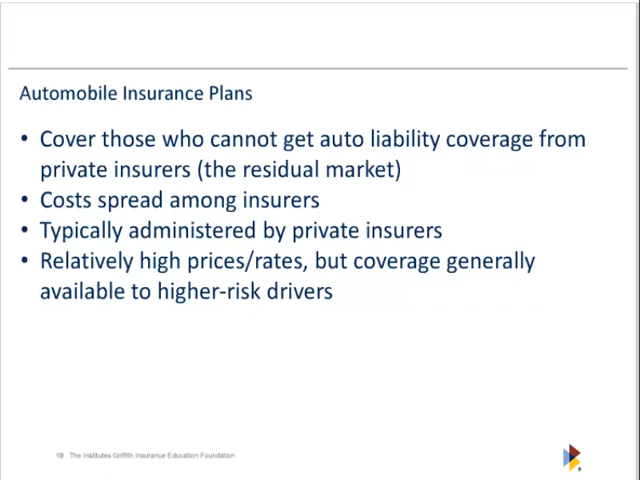 Automobile Insurance Plans
• Cover those who cannot get auto liability coverage from
private insurers (the residual market)
• Costs spread among insurers
• Typically administered by private insurers
• Relatively high prices/rates, but coverage generally
available to higher-risk drivers
19 The Institutes Griffith Insurance Education Foundation